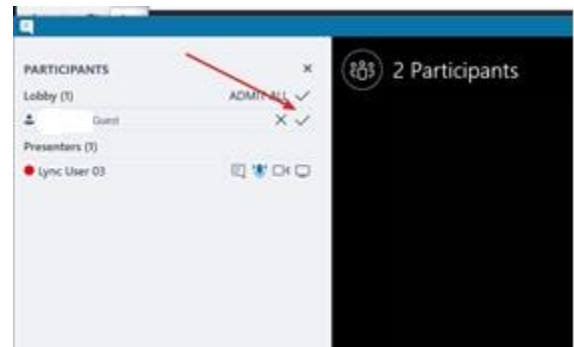 PARTICIPANTS
2 Participants
Lobby (1)
ADMIT ALL
Guest
Presenters (1)
Lync User 03